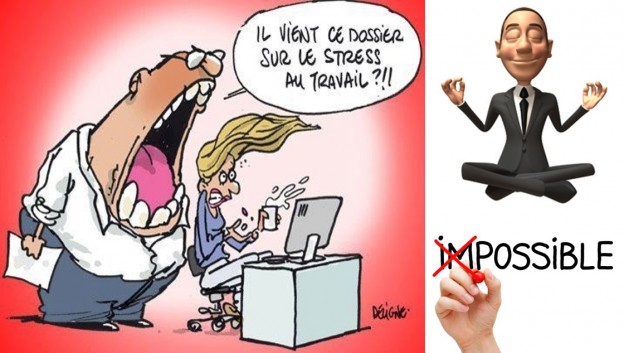 IL VIENT CE DOSSIER
SUR LE STRESS
AU TRAVAIL ?!!
DELIGNE.
iMPOSSiBLE